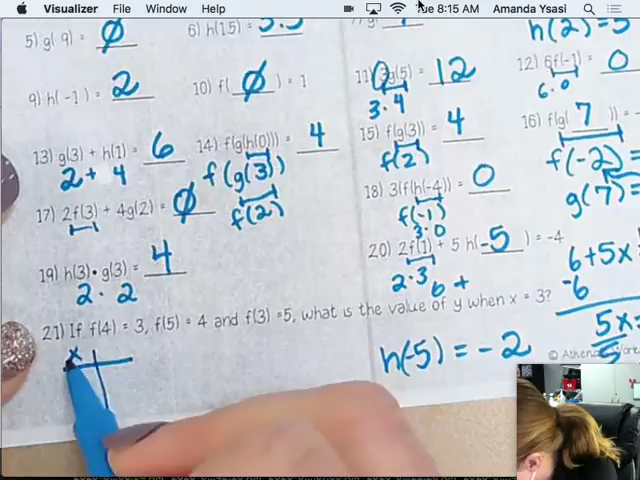 Visualizer File Window Help Tue 8:15 AM Amanda Ysasi
5) g(9) = Ø
6) h(15) = 5.5
h(2) = 5
9) h(-1) = 2
10) f( Ø ) = 1
11) 3g(5) = 12
3·4
12) 6f(-1) = 0
6·0
13) g(3) + h(1) = 6
2 + 4
14) f(g(h(0))) = 4
f(g(3))
f(2)
15) f(g(3)) = 4
f(2)
16) f(g( 7 )) =
f(-2) =
g(7) =
17) 2f(3) + 4g(2) = Ø
18) 3(f(h(-4)) = 0
f(-1)
3·0
19) h(3)•g(3) = 4
2·2
20) 2f(1) + 5 h( -5 ) = -4
2·3 6 +
6 + 5x =
-6
5x =
5
h(-5) = -2
21) If f(4) = 3, f(5) = 4 and f(3) =5, what is the value of y when x = 3?
x